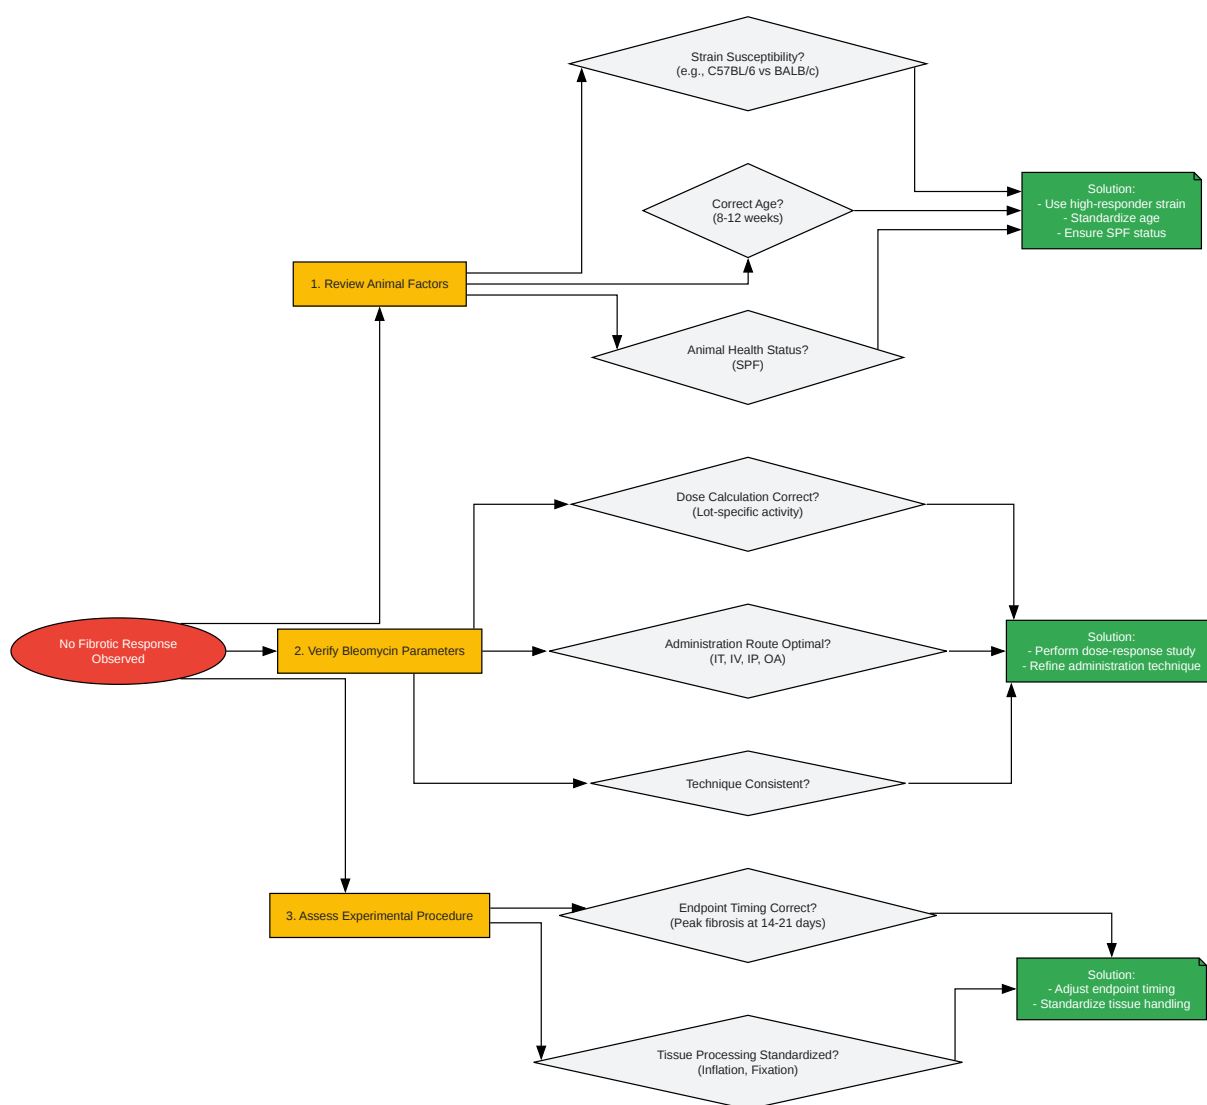 Strain Susceptibility?
(e.g., C57BL/6 vs BALB/c)
Correct Age?
(8-12 weeks)
Solution:
- Use high-responder strain
- Standardize age
- Ensure SPF status
1. Review Animal Factors
Animal Health Status?
(SPF)
Dose Calculation Correct?
(Lot-specific activity)
No Fibrotic Response
Observed
2. Verify Bleomycin Parameters
Administration Route Optimal?
(IT, IV, IP, OA)
Solution:
- Perform dose-response study
- Refine administration technique
Technique Consistent?
3. Assess Experimental Procedure
Endpoint Timing Correct?
(Peak fibrosis at 14-21 days)
Solution:
- Adjust endpoint timing
- Standardize tissue handling
Tissue Processing Standardized?
(Inflation, Fixation)